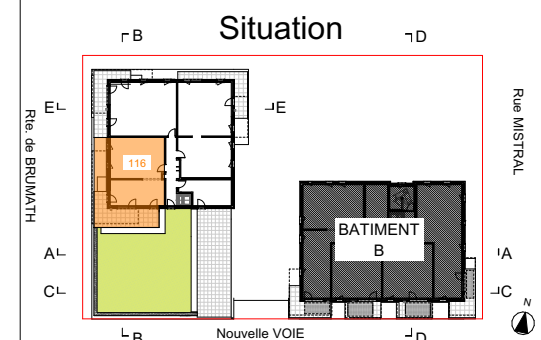 Situation
B
D
E
E
Rte. de BRUMATH
Rue MISTRAL
116
BATIMENT
B
A
A
C
C
N
B
Nouvelle VOIE
D